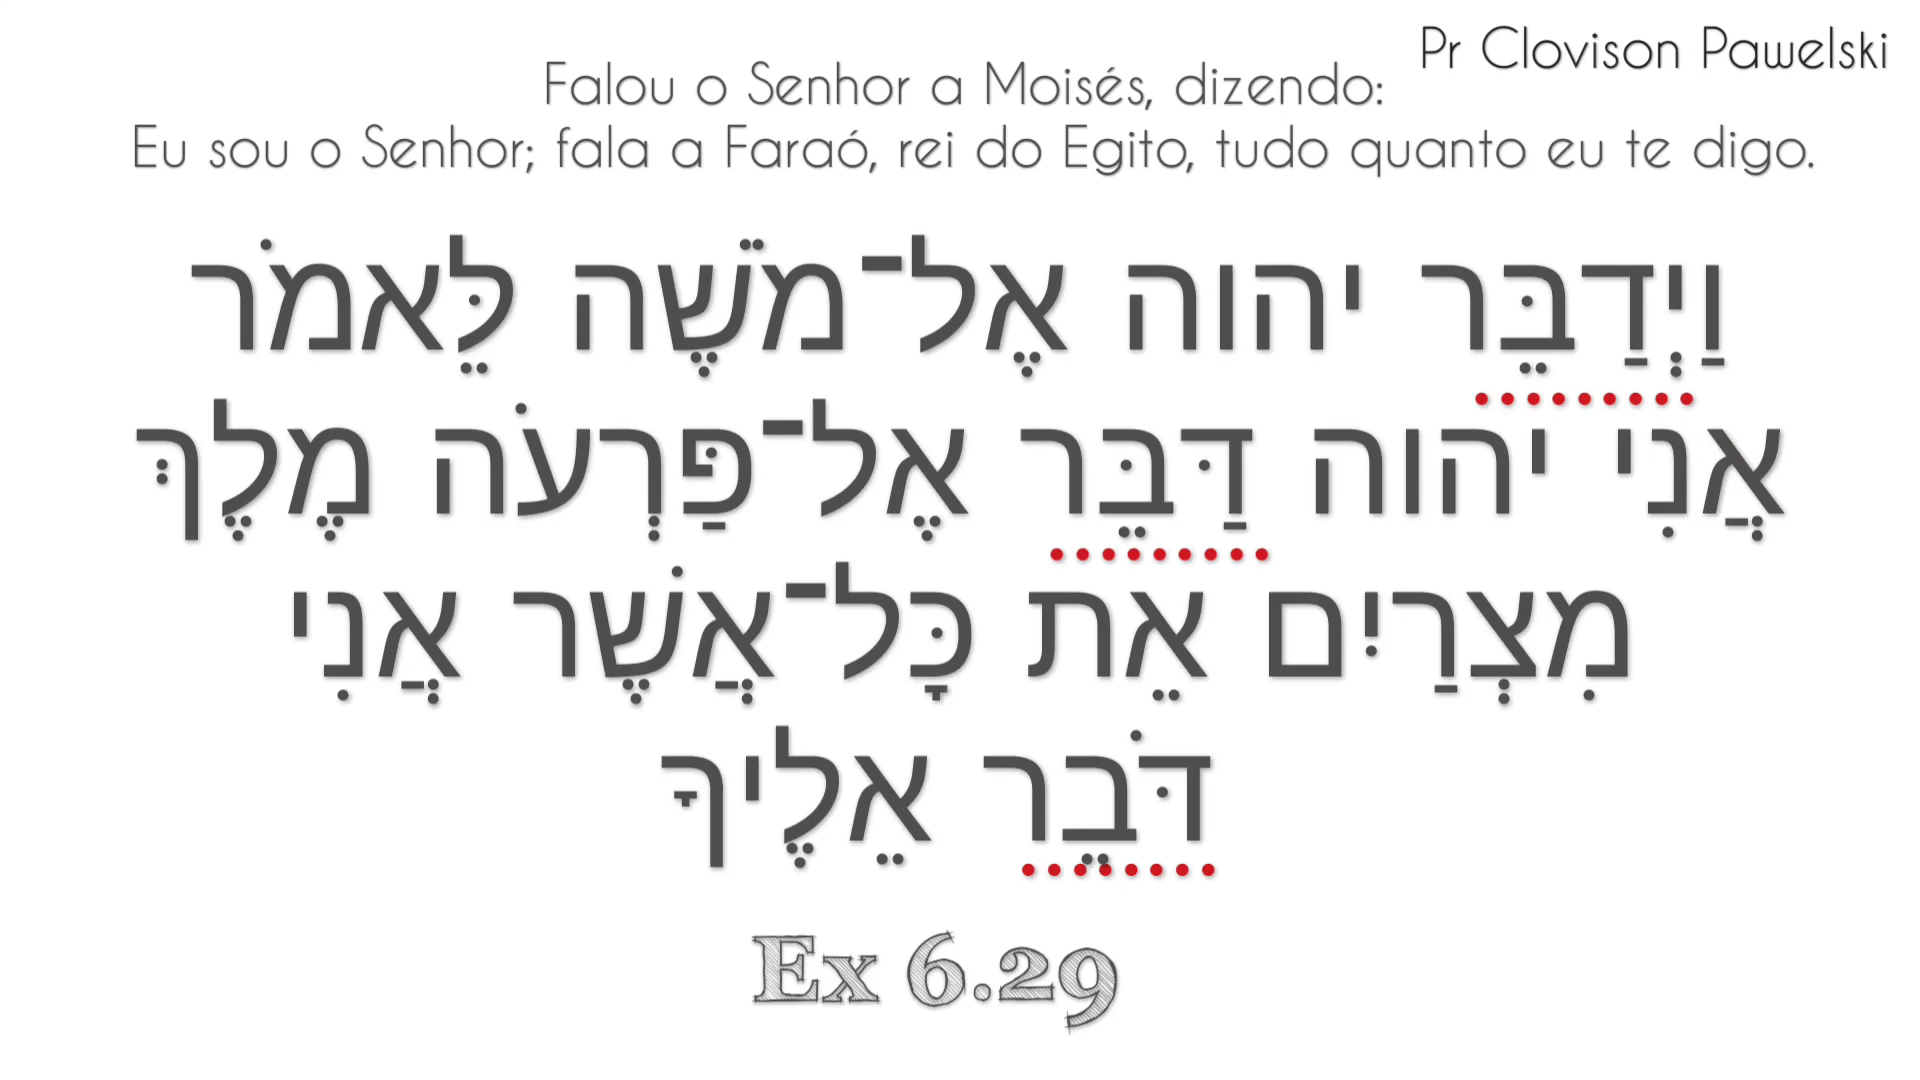 Pr Clovison Pawelski
Falou o Senhor a Moisés, dizendo:
Eu sou o Senhor; fala a Faraó, rei do Egito, tudo quanto eu te digo.
וַיְדַבֵּר יהוה אֶל־מֹשֶׁה לֵּאמֹר
אֲנִי יהוה דַּבֵּר אֶל־פַּרְעֹה מֶלֶךְ
מִצְרַיִם אֵת כָּל־אֲשֶׁר אֲנִי
דֹּבֵר אֵלֶיךָ
Ex 6.29